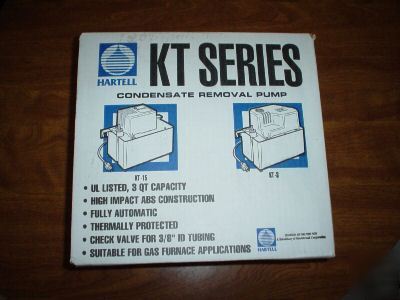 HARTELL
KT SERIES
CONDENSATE REMOVAL PUMP
KT-15
KT-3
• UL LISTED, 3 QT CAPACITY
• HIGH IMPACT ABS CONSTRUCTION
• FULLY AUTOMATIC
• THERMALLY PROTECTED
• CHECK VALVE FOR 3/8" ID TUBING
• SUITABLE FOR GAS FURNACE APPLICATIONS
HARTELL